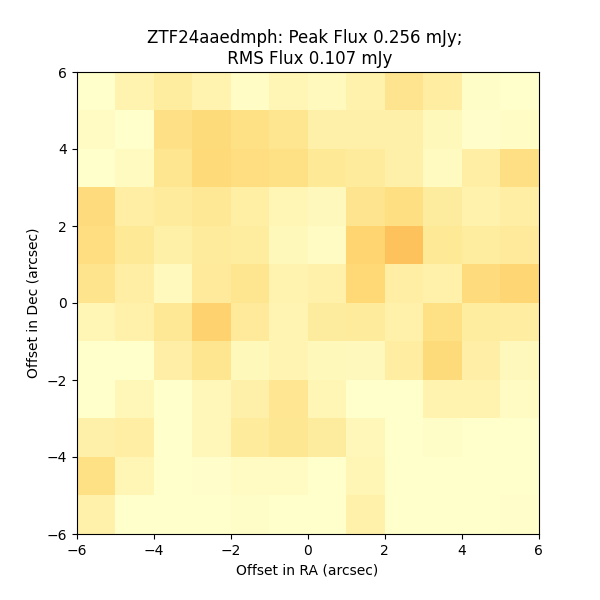 ZTF24aaedmph: Peak Flux 0.256 mJy;
RMS Flux 0.107 mJy
6
4
2
0
−2
−4
−6
Offset in Dec (arcsec)
−6 −4 −2 0 2 4 6
Offset in RA (arcsec)